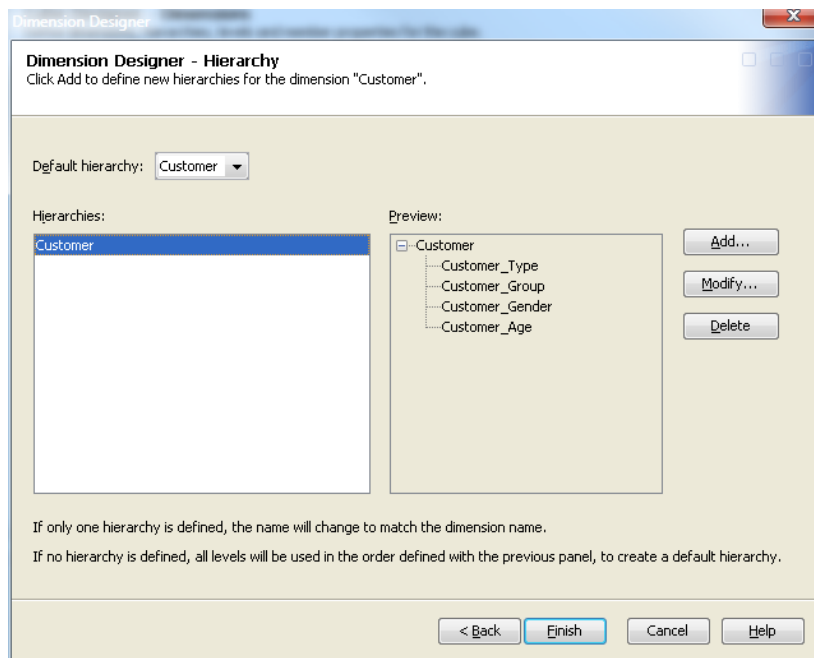 Dimension Designer
Dimension Designer - Hierarchy
Click Add to define new hierarchies for the dimension "Customer".
Default hierarchy: Customer
Hierarchies:
Customer
Preview:
Customer
Customer_Type
Customer_Group
Customer_Gender
Customer_Age
Add...
Modify...
Delete
If only one hierarchy is defined, the name will change to match the dimension name.
If no hierarchy is defined, all levels will be used in the order defined with the previous panel, to create a default hierarchy.
< Back Finish Cancel Help